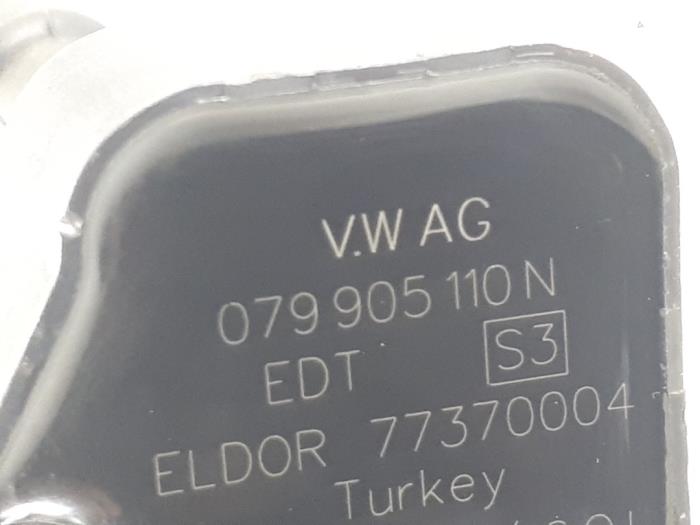 V.W AG
079 905 110 N
EDT S3
ELDOR 77370004
Turkey